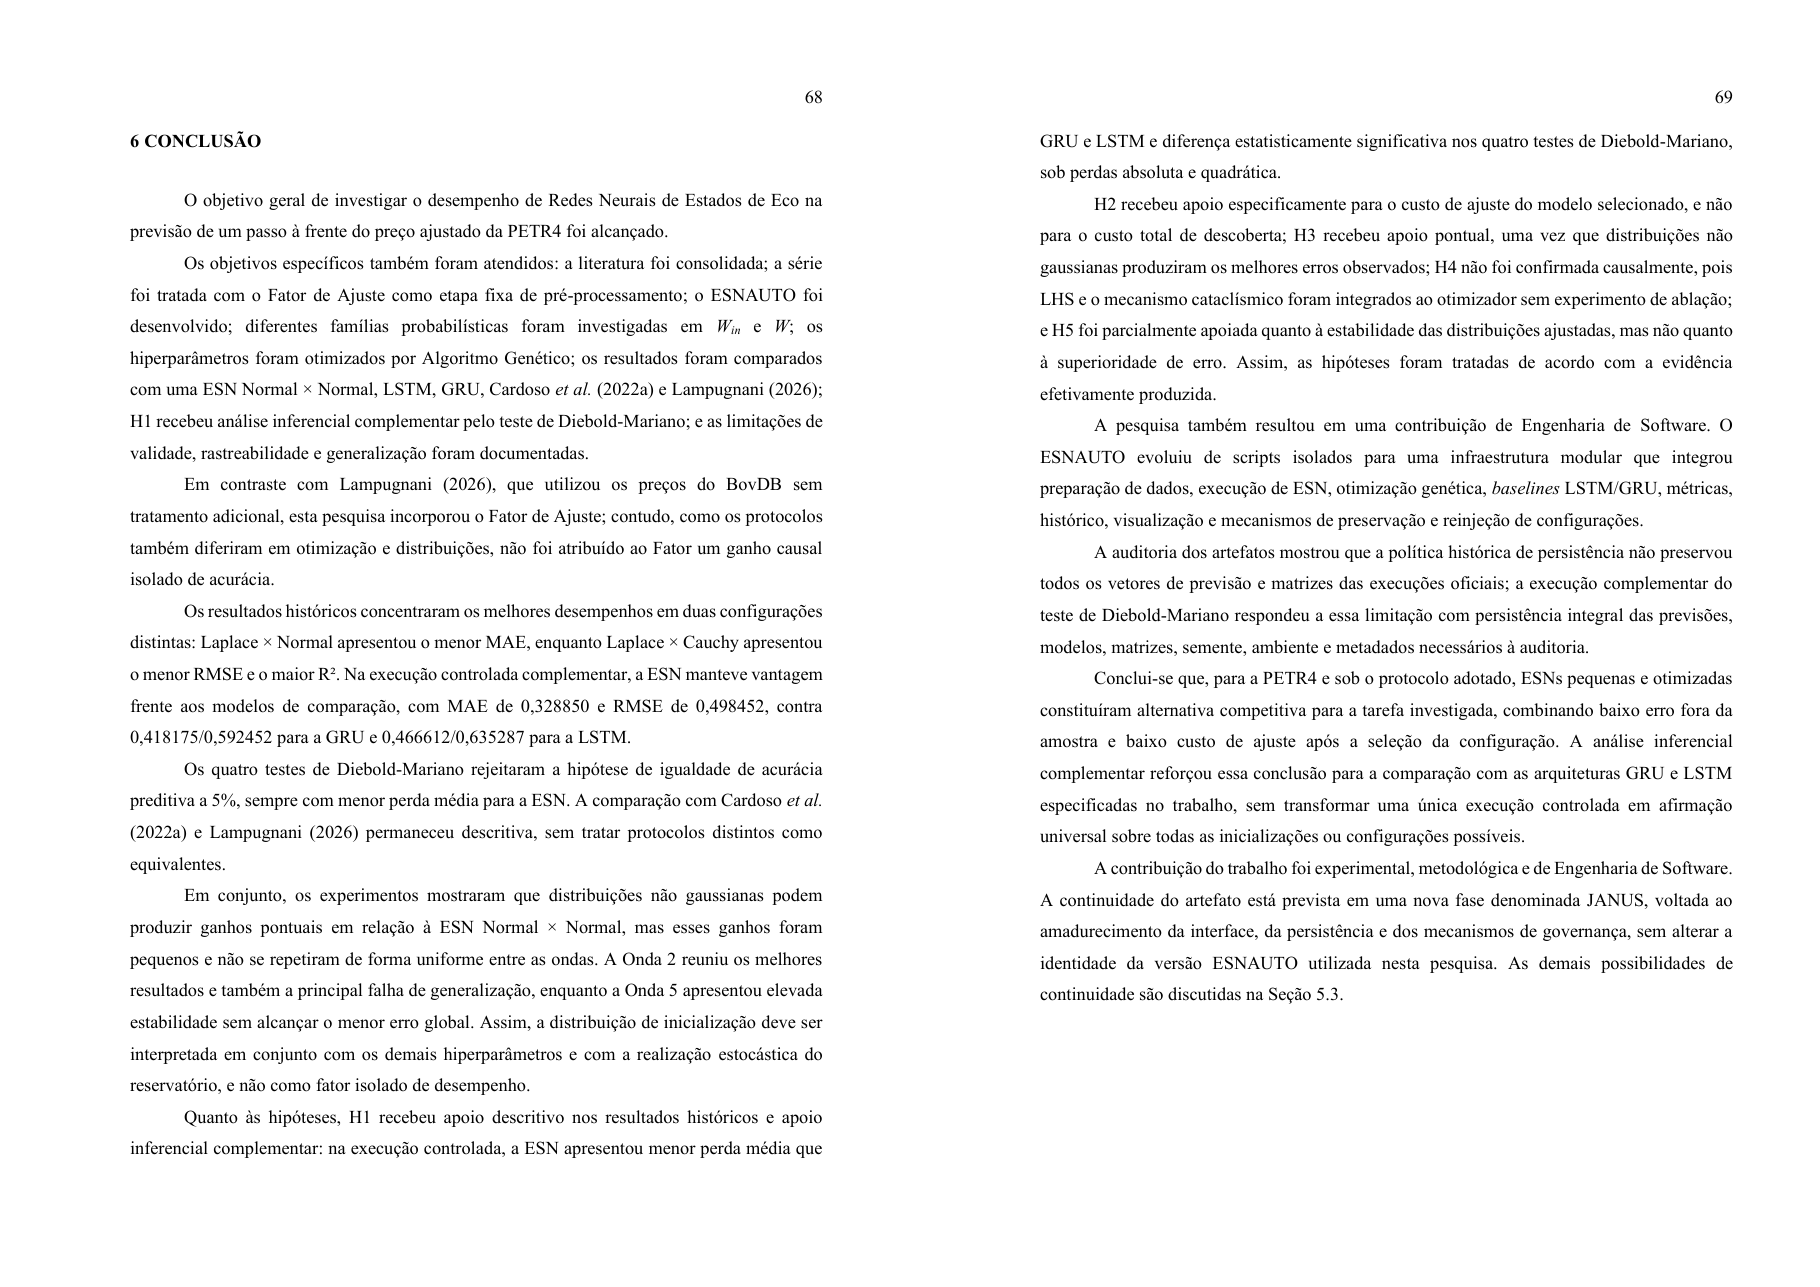 68
6 CONCLUSÃO
O objetivo geral de investigar o desempenho de Redes Neurais de Estados de Eco na
previsão de um passo à frente do preço ajustado da PETR4 foi alcançado.
Os objetivos específicos também foram atendidos: a literatura foi consolidada; a série
foi tratada com o Fator de Ajuste como etapa fixa de pré-processamento; o ESNAUTO foi
desenvolvido; diferentes famílias probabilísticas foram investigadas em Win e W; os
hiperparâmetros foram otimizados por Algoritmo Genético; os resultados foram comparados
com uma ESN Normal × Normal, LSTM, GRU, Cardoso et al. (2022a) e Lampugnani (2026);
H1 recebeu análise inferencial complementar pelo teste de Diebold-Mariano; e as limitações de
validade, rastreabilidade e generalização foram documentadas.
Em contraste com Lampugnani (2026), que utilizou os preços do BovDB sem
tratamento adicional, esta pesquisa incorporou o Fator de Ajuste; contudo, como os protocolos
também diferiram em otimização e distribuições, não foi atribuído ao Fator um ganho causal
isolado de acurácia.
Os resultados históricos concentraram os melhores desempenhos em duas configurações
distintas: Laplace × Normal apresentou o menor MAE, enquanto Laplace × Cauchy apresentou
o menor RMSE e o maior R². Na execução controlada complementar, a ESN manteve vantagem
frente aos modelos de comparação, com MAE de 0,328850 e RMSE de 0,498452, contra
0,418175/0,592452 para a GRU e 0,466612/0,635287 para a LSTM.
Os quatro testes de Diebold-Mariano rejeitaram a hipótese de igualdade de acurácia
preditiva a 5%, sempre com menor perda média para a ESN. A comparação com Cardoso et al.
(2022a) e Lampugnani (2026) permaneceu descritiva, sem tratar protocolos distintos como
equivalentes.
Em conjunto, os experimentos mostraram que distribuições não gaussianas podem
produzir ganhos pontuais em relação à ESN Normal × Normal, mas esses ganhos foram
pequenos e não se repetiram de forma uniforme entre as ondas. A Onda 2 reuniu os melhores
resultados e também a principal falha de generalização, enquanto a Onda 5 apresentou elevada
estabilidade sem alcançar o menor erro global. Assim, a distribuição de inicialização deve ser
interpretada em conjunto com os demais hiperparâmetros e com a realização estocástica do
reservatório, e não como fator isolado de desempenho.
Quanto às hipóteses, H1 recebeu apoio descritivo nos resultados históricos e apoio
inferencial complementar: na execução controlada, a ESN apresentou menor perda média que
69
GRU e LSTM e diferença estatisticamente significativa nos quatro testes de Diebold-Mariano,
sob perdas absoluta e quadrática.
H2 recebeu apoio especificamente para o custo de ajuste do modelo selecionado, e não
para o custo total de descoberta; H3 recebeu apoio pontual, uma vez que distribuições não
gaussianas produziram os melhores erros observados; H4 não foi confirmada causalmente, pois
LHS e o mecanismo cataclísmico foram integrados ao otimizador sem experimento de ablação;
e H5 foi parcialmente apoiada quanto à estabilidade das distribuições ajustadas, mas não quanto
à superioridade de erro. Assim, as hipóteses foram tratadas de acordo com a evidência
efetivamente produzida.
A pesquisa também resultou em uma contribuição de Engenharia de Software. O
ESNAUTO evoluiu de scripts isolados para uma infraestrutura modular que integrou
preparação de dados, execução de ESN, otimização genética, baselines LSTM/GRU, métricas,
histórico, visualização e mecanismos de preservação e reinjeção de configurações.
A auditoria dos artefatos mostrou que a política histórica de persistência não preservou
todos os vetores de previsão e matrizes das execuções oficiais; a execução complementar do
teste de Diebold-Mariano respondeu a essa limitação com persistência integral das previsões,
modelos, matrizes, semente, ambiente e metadados necessários à auditoria.
Conclui-se que, para a PETR4 e sob o protocolo adotado, ESNs pequenas e otimizadas
constituíram alternativa competitiva para a tarefa investigada, combinando baixo erro fora da
amostra e baixo custo de ajuste após a seleção da configuração. A análise inferencial
complementar reforçou essa conclusão para a comparação com as arquiteturas GRU e LSTM
especificadas no trabalho, sem transformar uma única execução controlada em afirmação
universal sobre todas as inicializações ou configurações possíveis.
A contribuição do trabalho foi experimental, metodológica e de Engenharia de Software.
A continuidade do artefato está prevista em uma nova fase denominada JANUS, voltada ao
amadurecimento da interface, da persistência e dos mecanismos de governança, sem alterar a
identidade da versão ESNAUTO utilizada nesta pesquisa. As demais possibilidades de
continuidade são discutidas na Seção 5.3.